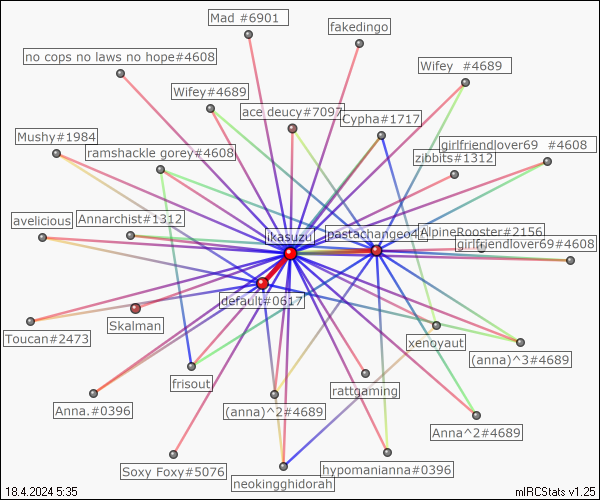 Mad #6901
fakedingo
no cops no laws no hope#4608
Wifey  #4689
Wifey#4689
ace deucy#7097
Cypha#1717
Mushy#1984
ramshackle gorey#4608
girlfriendlover69  #4608
zibbits#1312
avelicious
Annarchist#1312
ikasuzu
pastachangeo4
AlpineRooster#2156
girlfriendlover69#4608
default#0617
Skalman
Toucan#2473
xenoyaut
(anna)^3#4689
frisout
rattgaming
Anna.#0396
(anna)^2#4689
Anna^2#4689
Soxy Foxy#5076
hypomanianna#0396
neokingghidorah
18.4.2024 5:35
mIRCStats v1.25